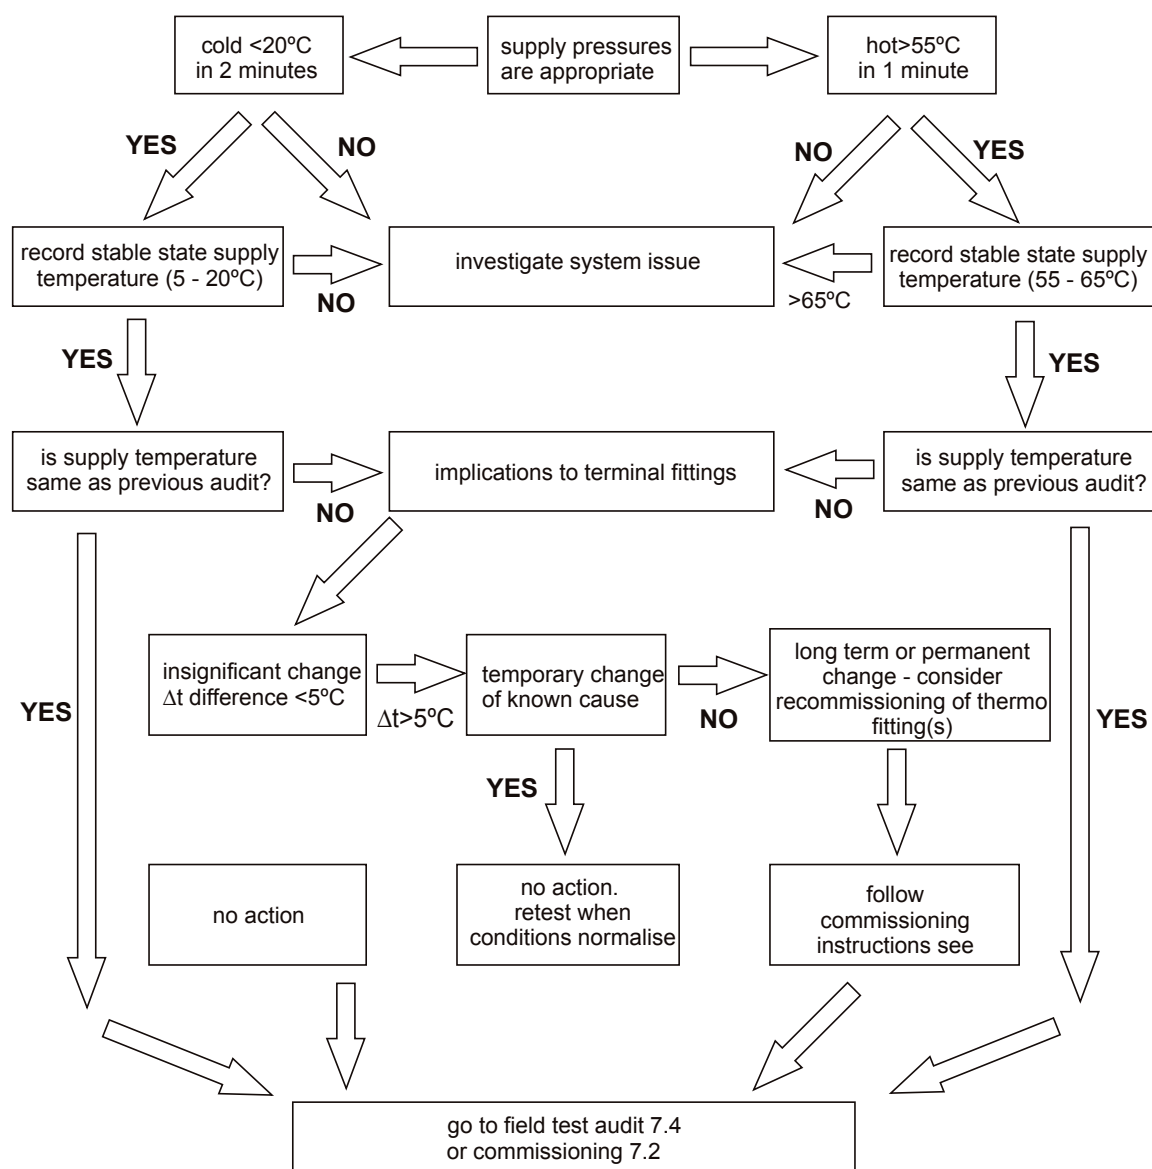 cold <20ºC
in 2 minutes
supply pressures
are appropriate
hot>55ºC
in 1 minute
YES
NO
NO
YES
record stable state supply
temperature (5 - 20ºC)
NO
investigate system issue
>65ºC
record stable state supply
temperature (55 - 65ºC)
YES
YES
is supply temperature
same as previous audit?
NO
implications to terminal fittings
NO
is supply temperature
same as previous audit?
YES
insignificant change
Δt difference <5ºC
Δt>5ºC
temporary change
of known cause
NO
long term or permanent
change - consider
recommissioning of thermo
fitting(s)
YES
YES
no action
no action.
retest when
conditions normalise
follow
commissioning
instructions see
go to field test audit 7.4
or commissioning 7.2